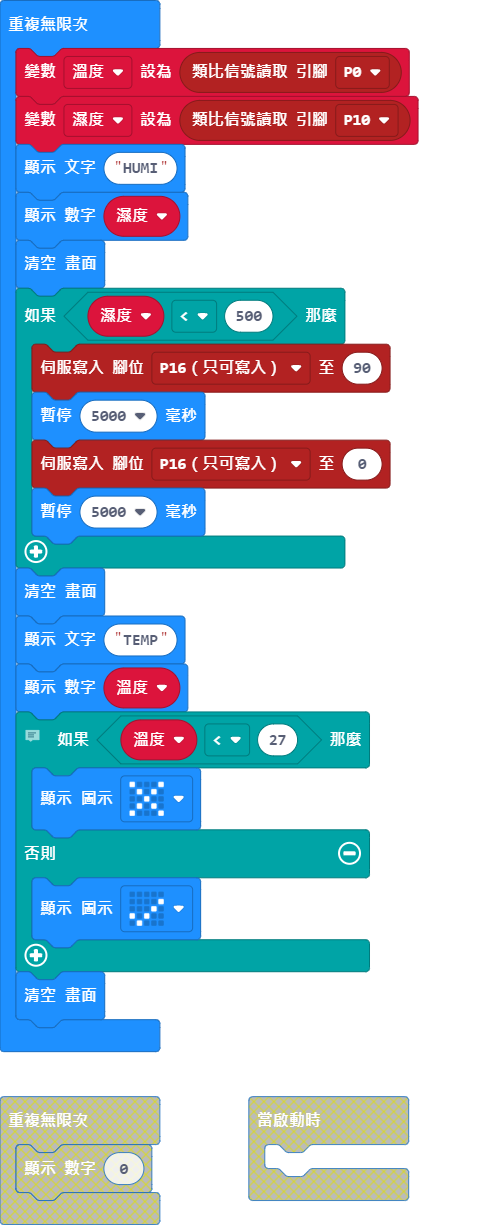 重複無限次
變數 溫度 設為 類比信號讀取 引腳 P0
變數 濕度 設為 類比信號讀取 引腳 P10
顯示 文字 "HUMI"
顯示 數字 濕度
清空 畫面
如果 濕度 < 500 那麼
伺服寫入 腳位 P16（只可寫入） 至 90
暫停 5000 毫秒
伺服寫入 腳位 P16（只可寫入） 至 0
暫停 5000 毫秒
清空 畫面
顯示 文字 "TEMP"
顯示 數字 溫度
如果 溫度 < 27 那麼
顯示 圖示
否則
顯示 圖示
清空 畫面
重複無限次
顯示 數字 0
當啟動時